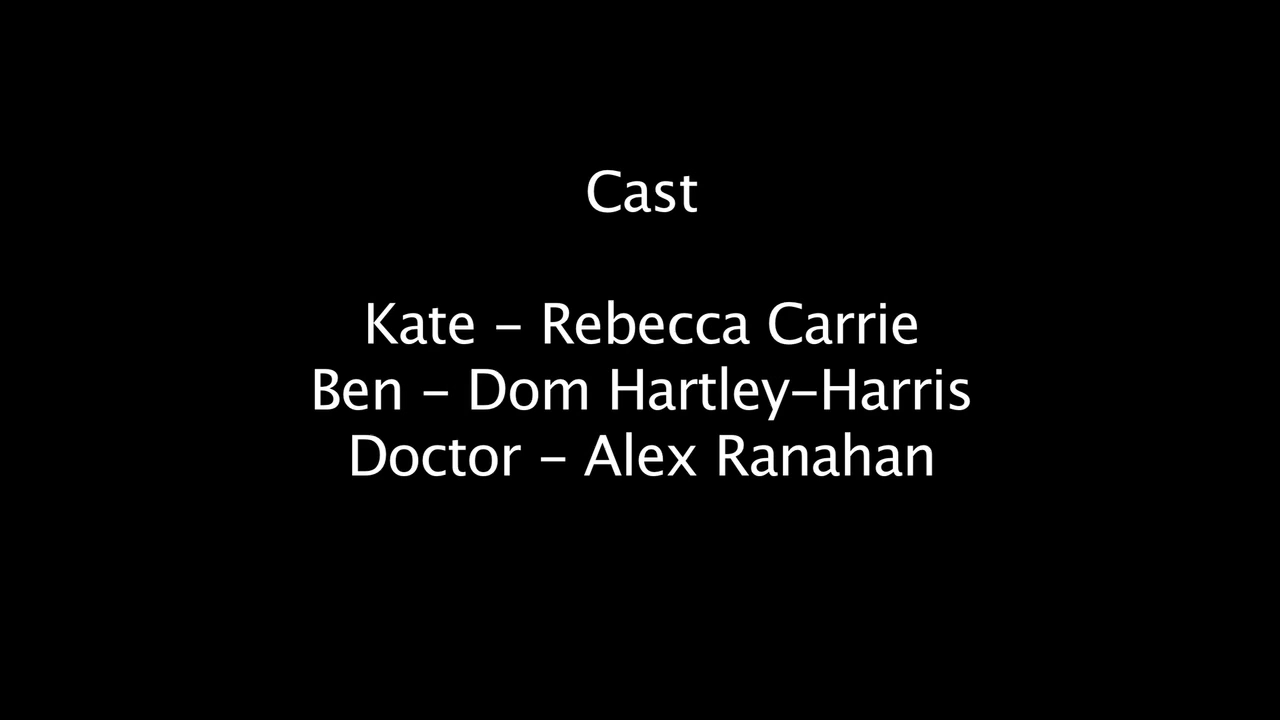 Cast
Kate – Rebecca Carrie
Ben – Dom Hartley–Harris
Doctor – Alex Ranahan